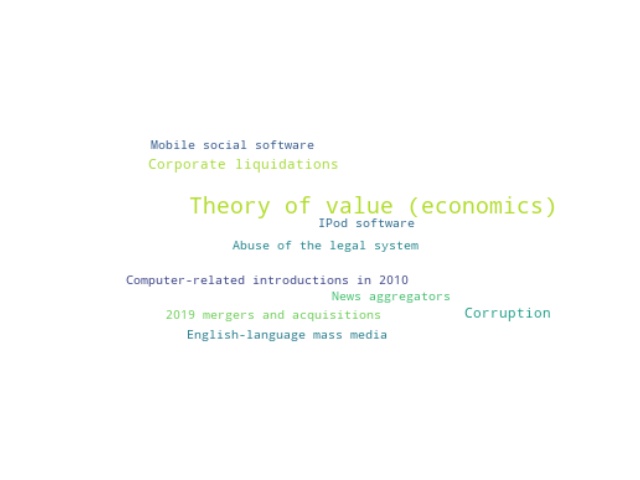 Mobile social software
Corporate liquidations
Theory of value (economics)
IPod software
Abuse of the legal system
Computer-related introductions in 2010
News aggregators
Corruption
2019 mergers and acquisitions
English-language mass media